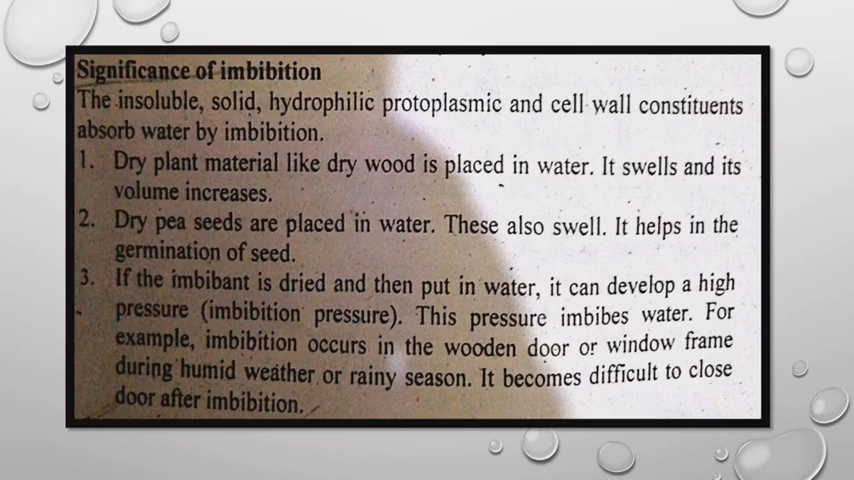 Significance of imbibition
The insoluble, solid, hydrophilic protoplasmic and cell wall constituents
absorb water by imbibition.
1. Dry plant material like dry wood is placed in water. It swells and its
volume increases.
2. Dry pea seeds are placed in water. These also swell. It helps in the
germination of seed.
3. If the imbibant is dried and then put in water, it can develop a high
pressure (imbibition pressure). This pressure imbibes water. For
example, imbibition occurs in the wooden door or window frame
during humid weather or rainy season. It becomes difficult to close
door after imbibition.